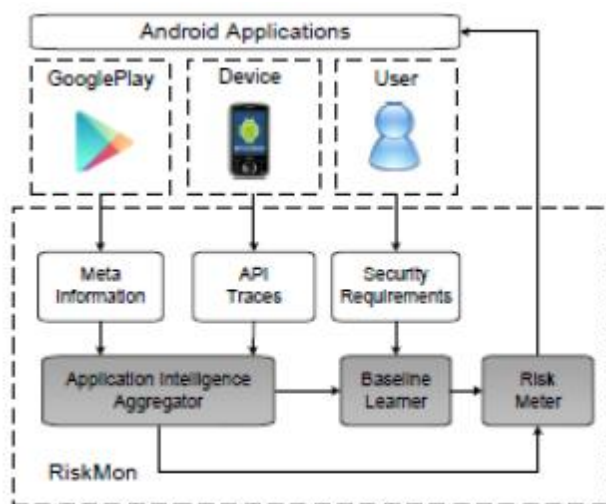 Android Applications
GooglePlay
Device
User
Meta
Information
API
Traces
Security
Requirements
Application Intelligence
Aggregator
Baseline
Learner
Risk
Meter
RiskMon